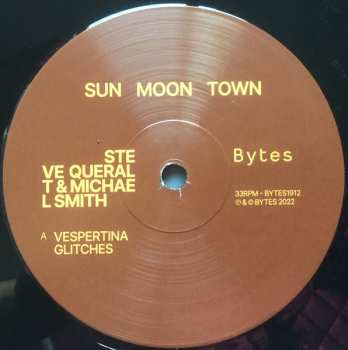 SUN MOON TOWN
STE
VE QUERAL
T & MICHAE
L SMITH
Bytes
33RPM - BYTES1912
℗ & © BYTES 2022
A VESPERTINA
GLITCHES